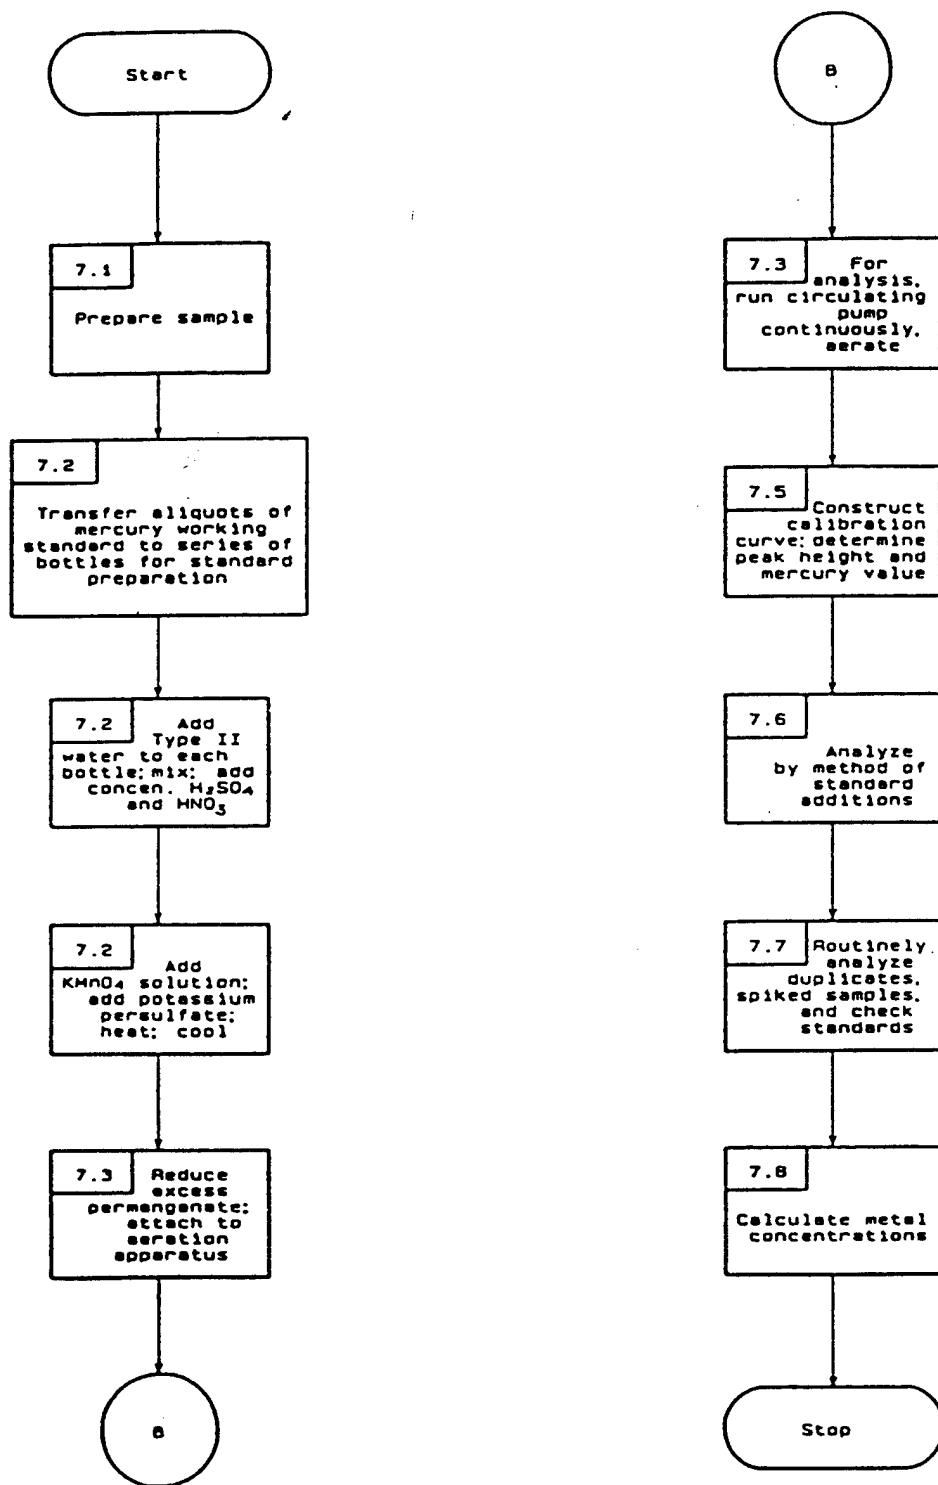 Start
7.1
Prepare sample
7.2
Transfer aliquots of
mercury working
standard to series of
bottles for standard
preparation
7.2 Add
Type II
water to each
bottle; mix; add
concen. H₂SO₄
and HNO₃
7.2
Add
KMnO₄ solution;
add potassium
persulfate;
heat; cool
7.3 Reduce
excess
permanganate;
attach to
aeration
apparatus
B
B
7.3 For
analysis,
run circulating
pump
continuously,
aerate
7.5
Construct
calibration
curve; determine
peak height and
mercury value
7.6
Analyze
by method of
standard
additions
7.7 Routinely
analyze
duplicates,
spiked samples,
and check
standards
7.8
Calculate metal
concentrations
Stop